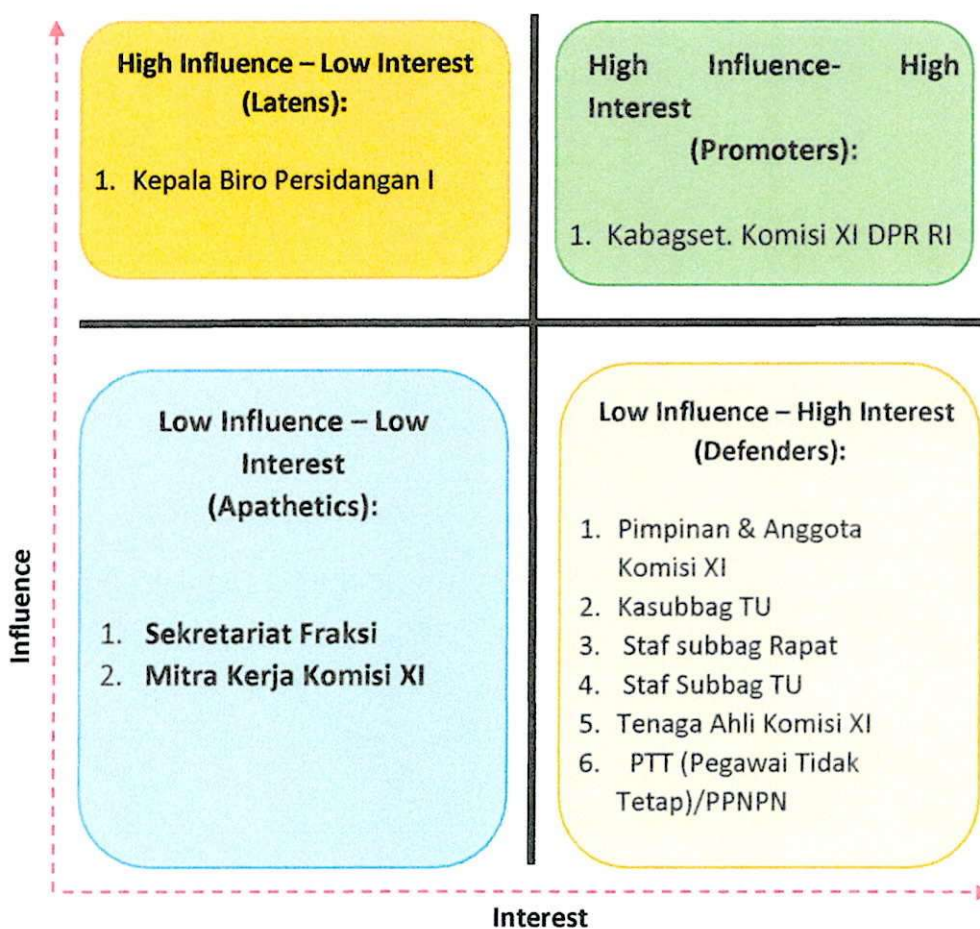 High Influence – Low Interest
(Latens):
1. Kepala Biro Persidangan I
High Influence- High
Interest
(Promoters):
1. Kabagset. Komisi XI DPR RI
Low Influence – Low
Interest
(Apathetics):
1. Sekretariat Fraksi
2. Mitra Kerja Komisi XI
Low Influence – High Interest
(Defenders):
1. Pimpinan & Anggota
Komisi XI
2. Kasubbag TU
3. Staf subbag Rapat
4. Staf Subbag TU
5. Tenaga Ahli Komisi XI
6. PTT (Pegawai Tidak
Tetap)/PPNPN
Influence
Interest